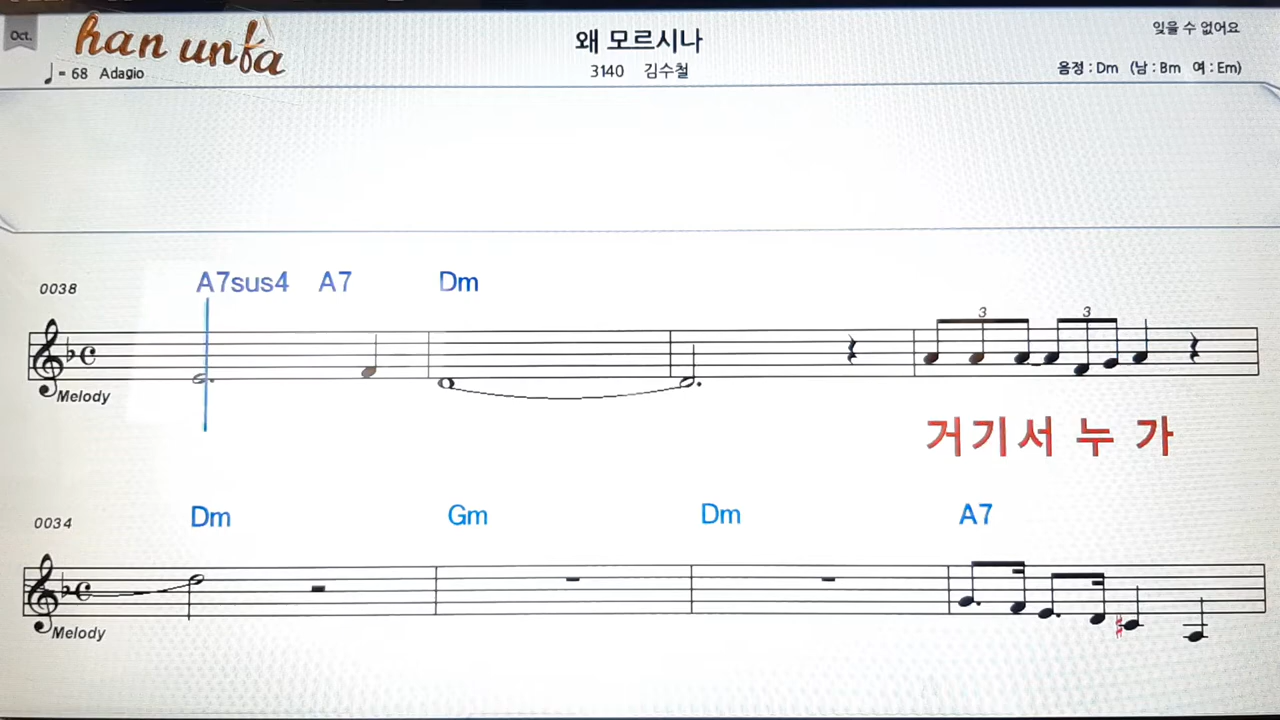 Oct.
han unfa
왜 모르시나
잊을 수 없어요
♩= 68 Adagio
3140 김수철
음정 : Dm (남 : Bm 여 : Em)
0038
A7sus4 A7 Dm
3 3
Melody
거기서 누 가
0034
Dm Gm Dm A7
Melody